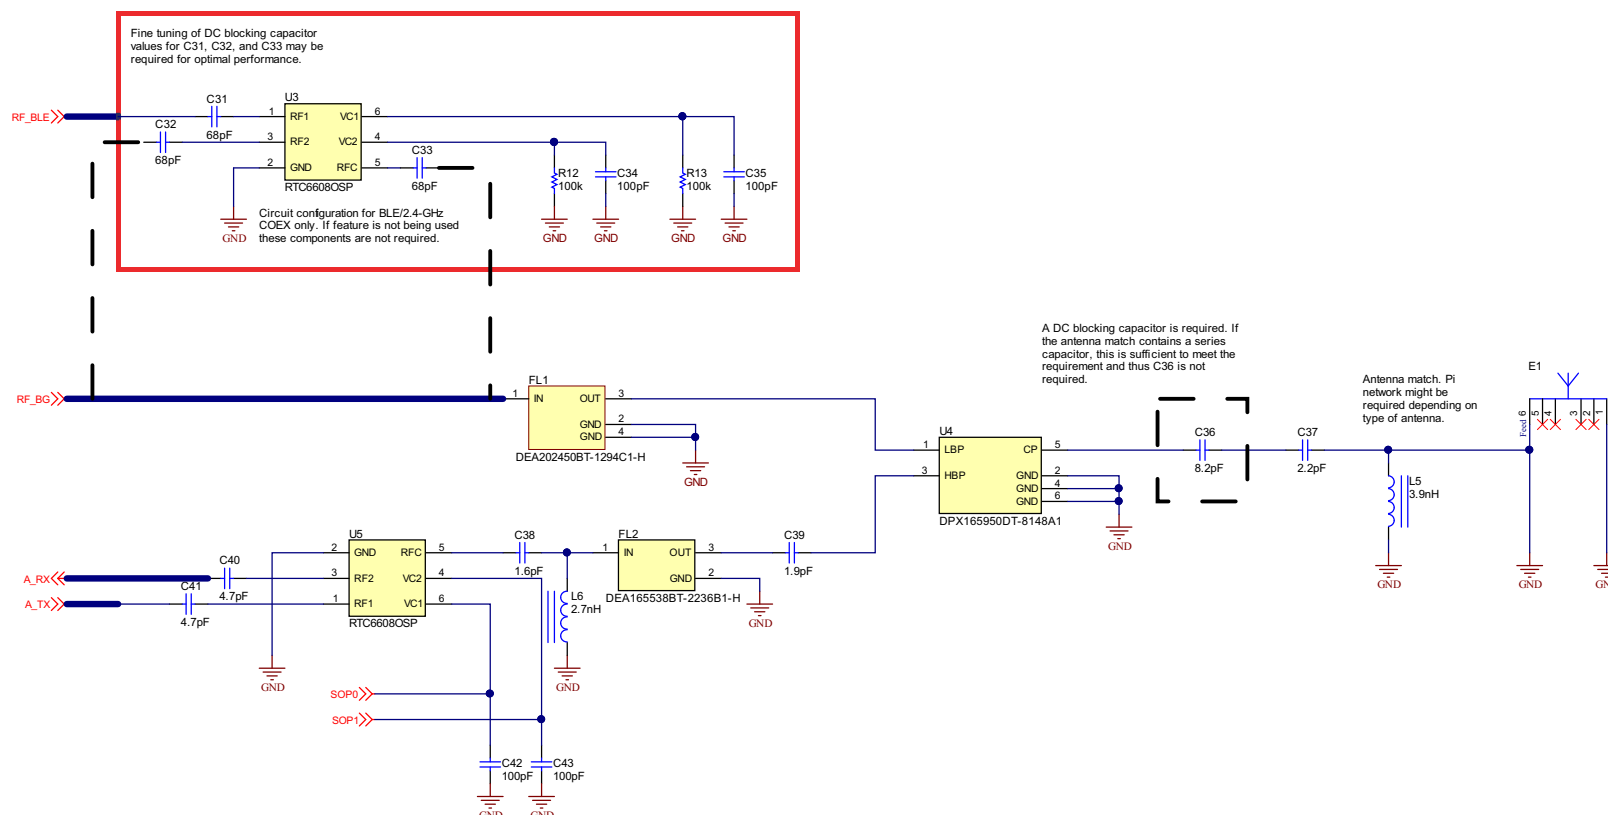 Fine tuning of DC blocking capacitor
values for C31, C32, and C33 may be
required for optimal performance.
RF_BLE
C31
68pF
C32
68pF
U3
1 RF1 VC1 6
3 RF2 VC2 4
2 GND RFC 5
RTC6608OSP
C33
68pF
R12
100k
C34
100pF
R13
100k
C35
100pF
GND
GND
GND
GND
GND
Circuit configuration for BLE/2.4-GHz
COEX only. If feature is not being used
these components are not required.
RF_BG
FL1
1 IN OUT 3
GND 2
GND 4
DEA202450BT-1294C1-H
GND
A DC blocking capacitor is required. If
the antenna match contains a series
capacitor, this is sufficient to meet the
requirement and thus C36 is not
required.
Antenna match. Pi
network might be
required depending on
type of antenna.
E1
Feed 6 5 4 3 2 1
U4
1 LBP CP 5
3 HBP GND 2
GND 4
GND 6
DPX165950DT-8148A1
GND
C36
8.2pF
C37
2.2pF
L5
3.9nH
GND
GND
GND
A_RX
A_TX
C40
4.7pF
C41
4.7pF
U5
2 GND RFC 5
3 RF2 VC2 4
1 RF1 VC1 6
RTC6608OSP
GND
C38
1.6pF
L6
2.7nH
GND
FL2
1 IN OUT 3
GND 2
DEA165538BT-2236B1-H
GND
C39
1.9pF
SOP0
SOP1
C42
100pF
C43
100pF
GND
GND